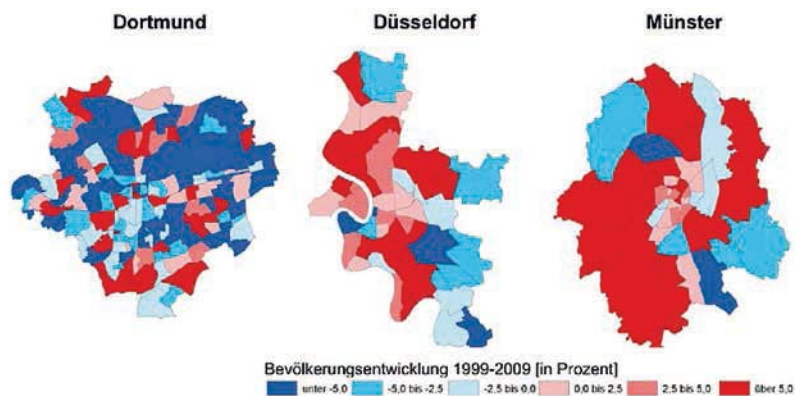 Dortmund Düsseldorf Münster
Bevölkerungsentwicklung 1999-2009 [in Prozent]
unter -5,0 -5,0 bis -2,5 -2,5 bis 0,0 0,0 bis 2,5 2,5 bis 5,0 über 5,0